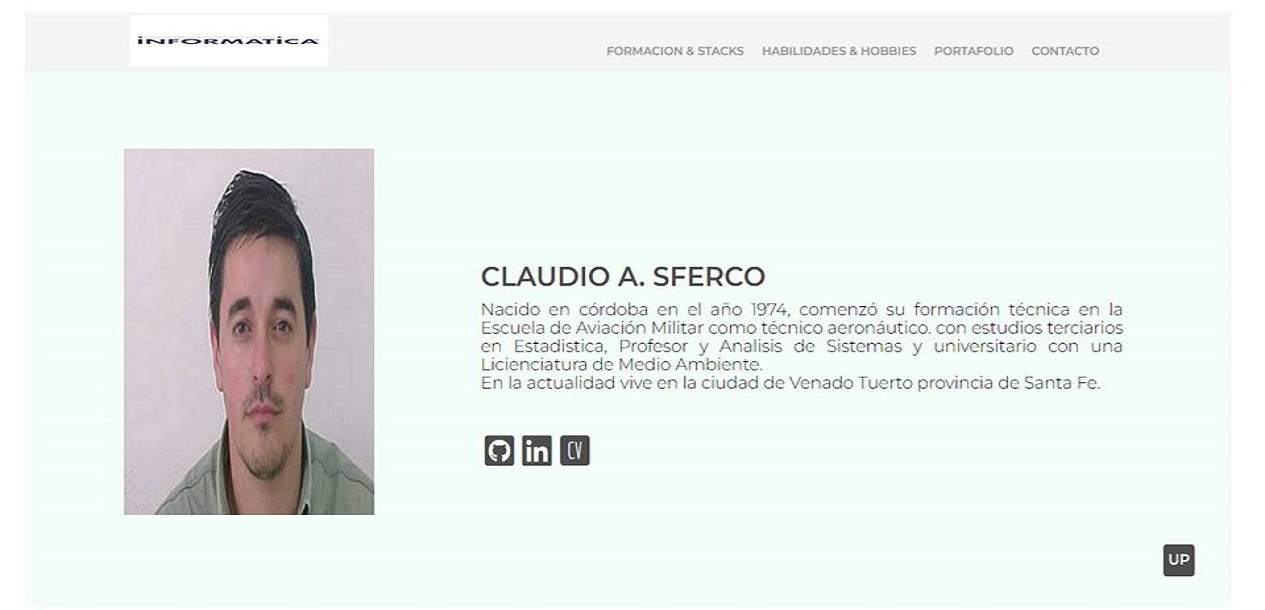 iNFORMATiCA
FORMACION & STACKS HABILIDADES & HOBBIES PORTAFOLIO CONTACTO
CLAUDIO A. SFERCO
Nacido en córdoba en el año 1974, comenzó su formación técnica en la
Escuela de Aviación Militar como técnico aeronáutico. con estudios terciarios
en Estadistica, Profesor y Analisis de Sistemas y universitario con una
Licienciatura de Medio Ambiente.
En la actualidad vive en la ciudad de Venado Tuerto provincia de Santa Fe.
in CV
UP